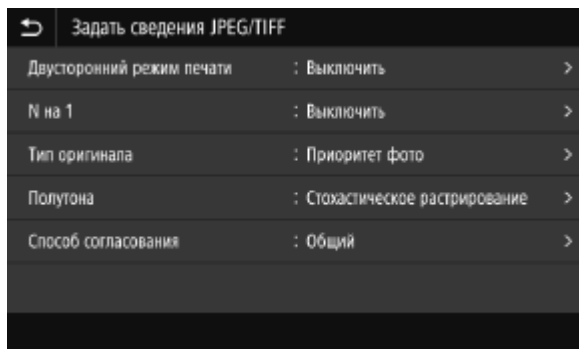 Задать сведения JPEG/TIFF
Двусторонний режим печати : Выключить
N на 1 : Выключить
Тип оригинала : Приоритет фото
Полутона : Стохастическое растрирование
Способ согласования : Общий